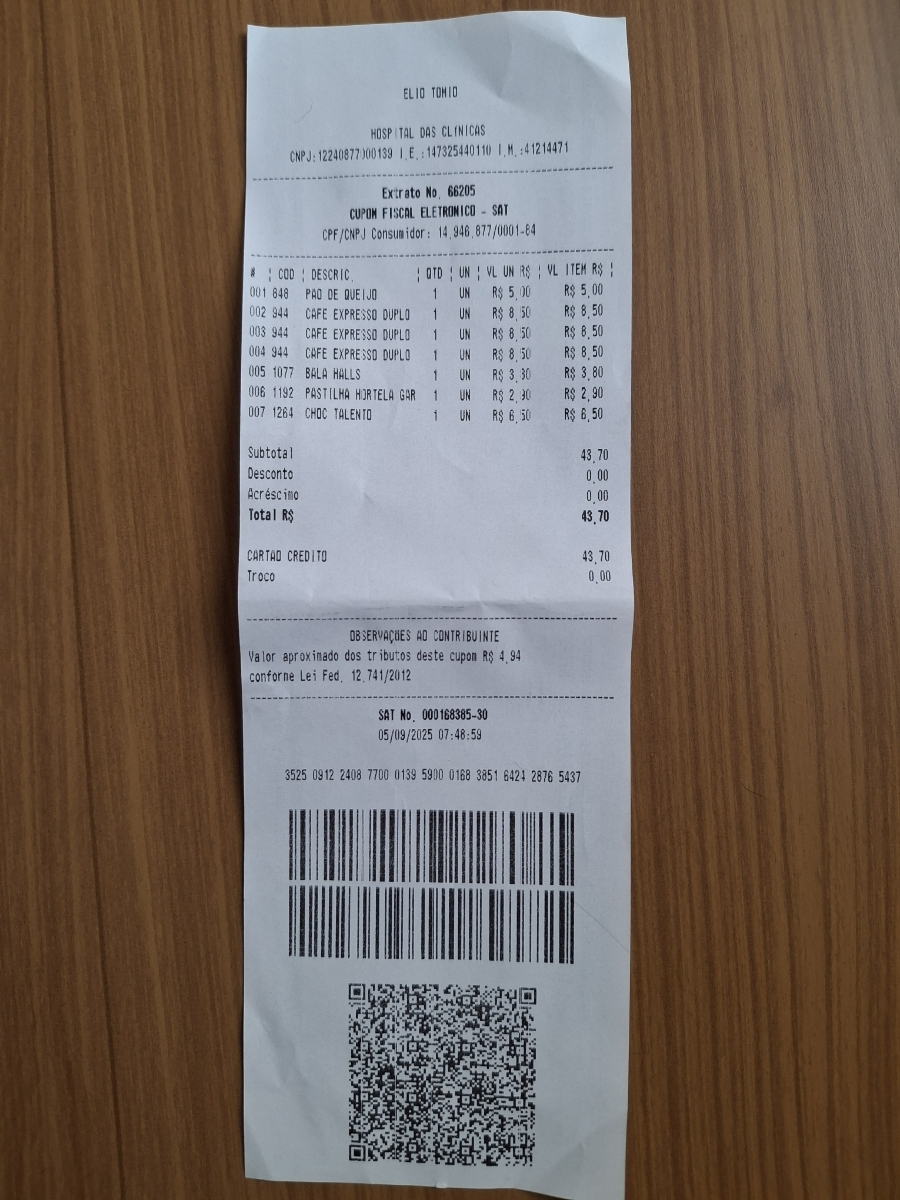 ELIO TOMIO
HOSPITAL DAS CLINICAS
CNPJ:12240877000139 I.E.:147325440110 I.M.:41214471
Extrato No. 66205
CUPOM FISCAL ELETRONICO - SAT
CPF/CNPJ Consumidor: 14.946.877/0001-84
# ¦ COD ¦ DESCRIC. ¦ QTD ¦ UN ¦ VL UN R$ ¦ VL ITEM R$ ¦
001 848 PAO DE QUEIJO 1 UN R$ 5,00 R$ 5,00
002 944 CAFE EXPRESSO DUPLO 1 UN R$ 8,50 R$ 8,50
003 944 CAFE EXPRESSO DUPLO 1 UN R$ 8,50 R$ 8,50
004 944 CAFE EXPRESSO DUPLO 1 UN R$ 8,50 R$ 8,50
005 1077 BALA HALLS 1 UN R$ 3,80 R$ 3,80
006 1192 PASTILHA HORTELA GAR 1 UN R$ 2,90 R$ 2,90
007 1264 CHOC TALENTO 1 UN R$ 6,50 R$ 6,50
Subtotal 43,70
Desconto 0,00
Acréscimo 0,00
Total R$ 43,70
CARTAO CREDITO 43,70
Troco 0,00
OBSERVAÇÕES AO CONTRIBUINTE
Valor aproximado dos tributos deste cupom R$ 4,94
conforme Lei Fed. 12.741/2012
SAT No. 000168385-30
05/09/2025 07:48:59
3525 0912 2408 7700 0139 5900 0168 3851 6424 2876 5437